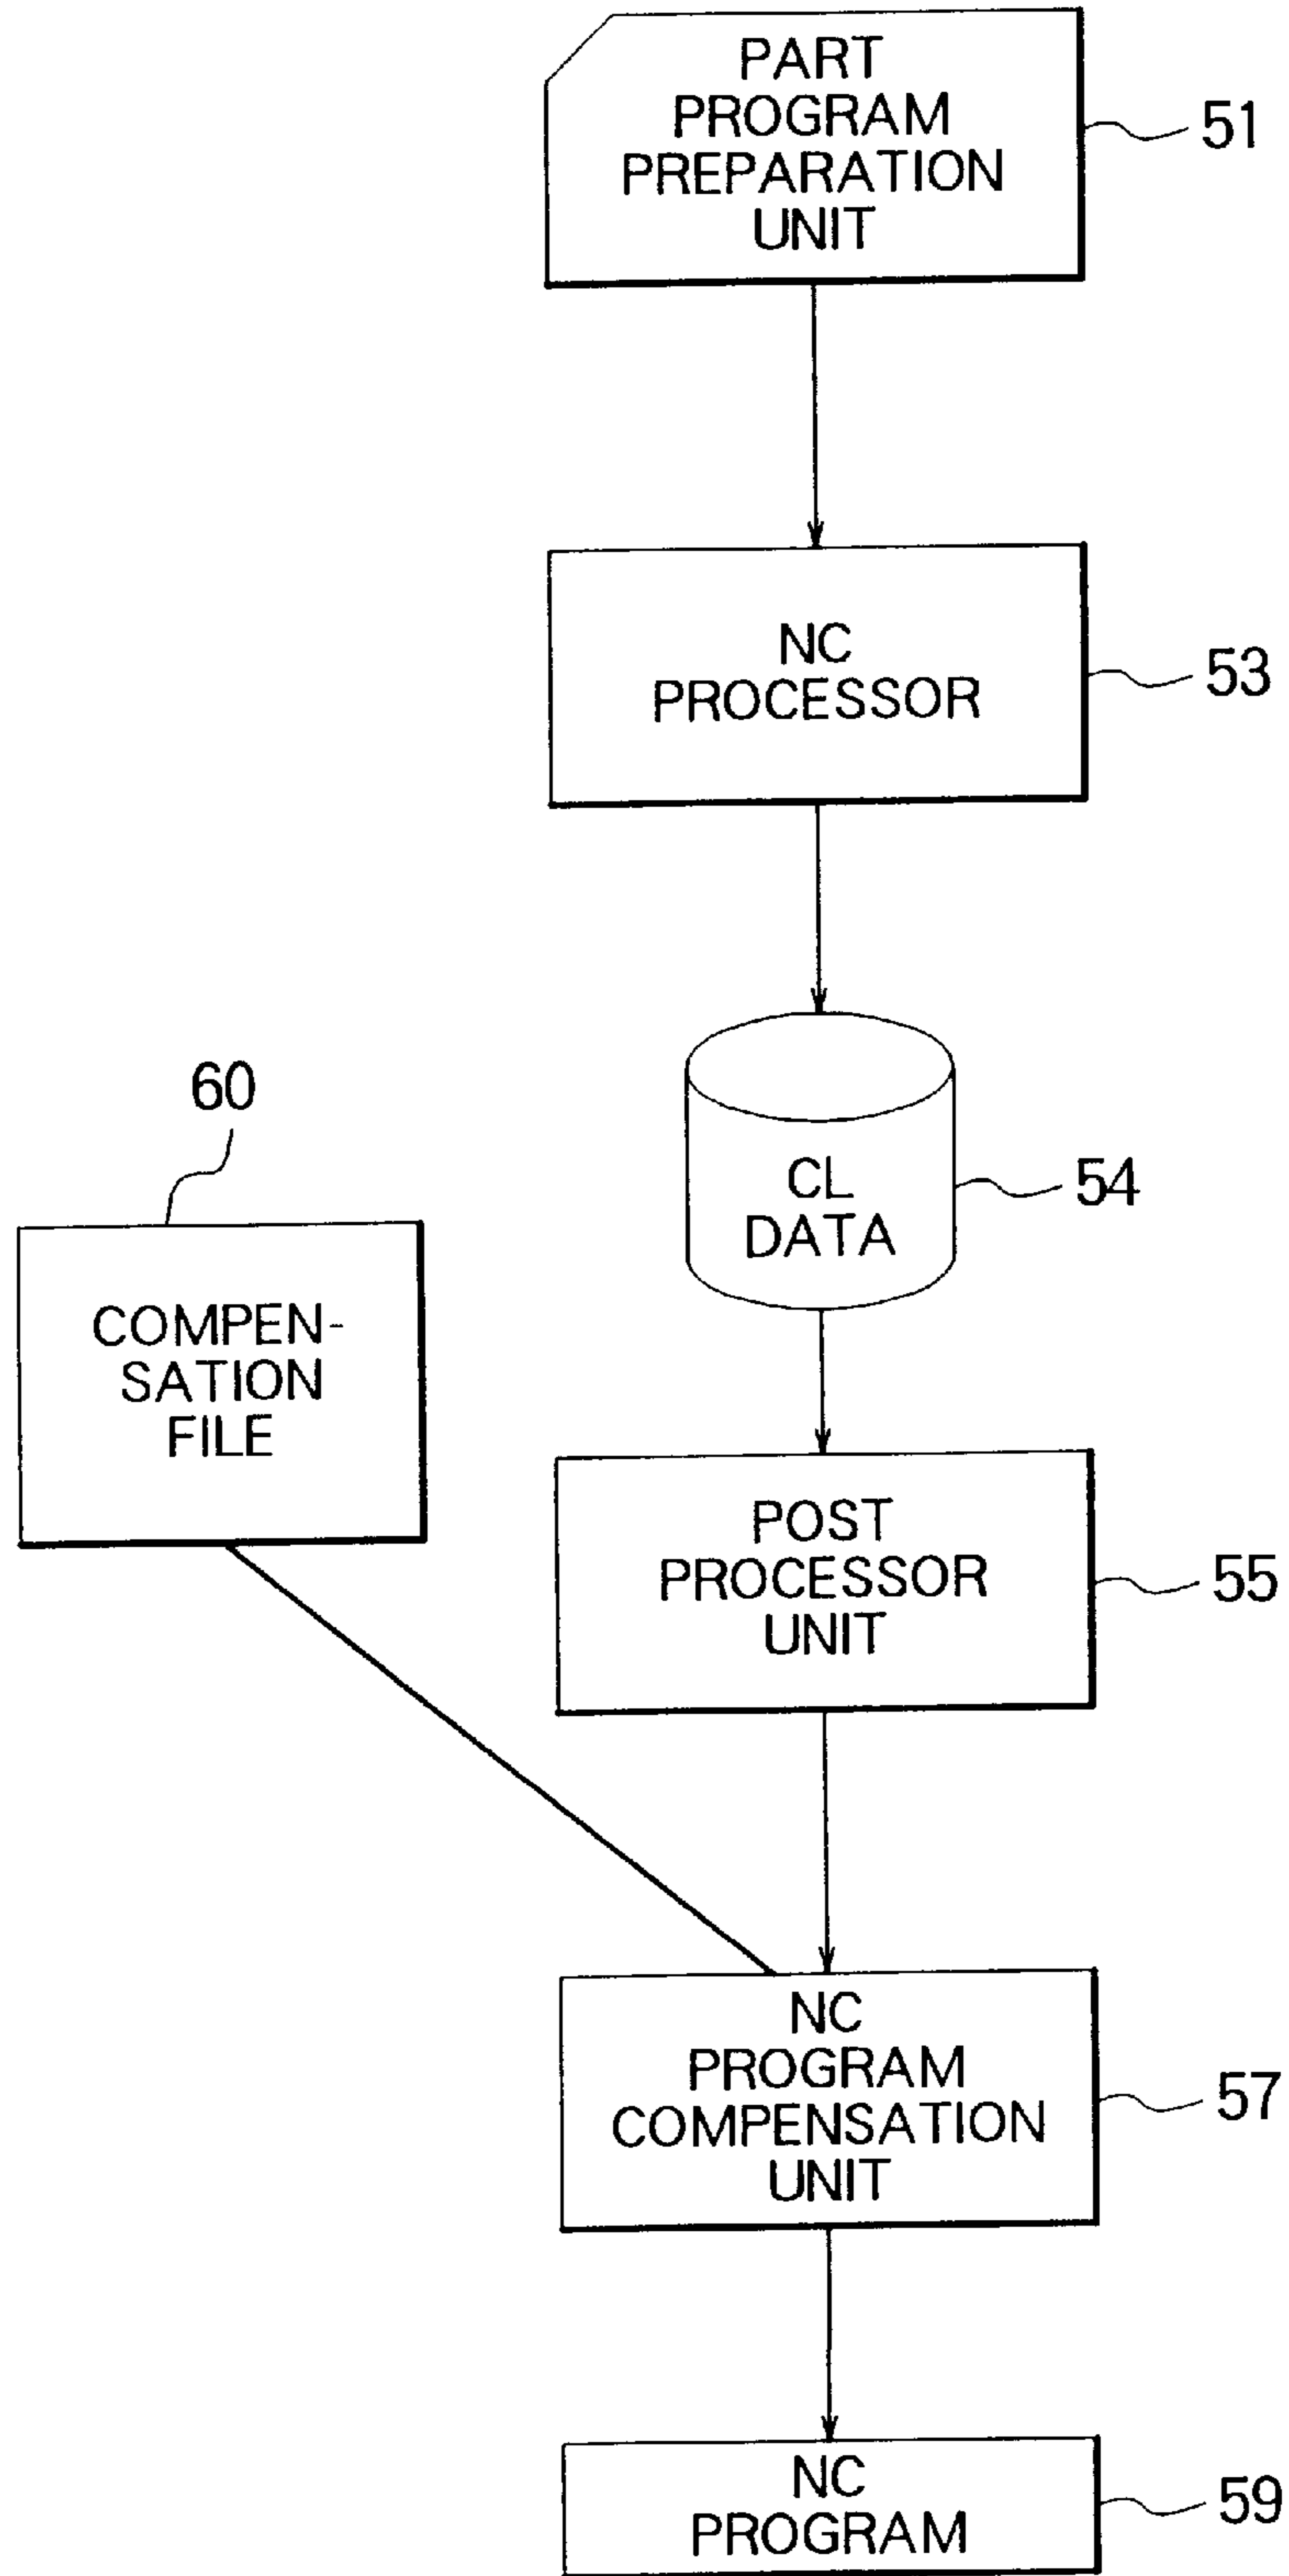 PART
PROGRAM
PREPARATION
UNIT
51
NC
PROCESSOR
53
CL
DATA
54
60
COMPEN-
SATION
FILE
POST
PROCESSOR
UNIT
55
NC
PROGRAM
COMPENSATION
UNIT
57
NC
PROGRAM
59